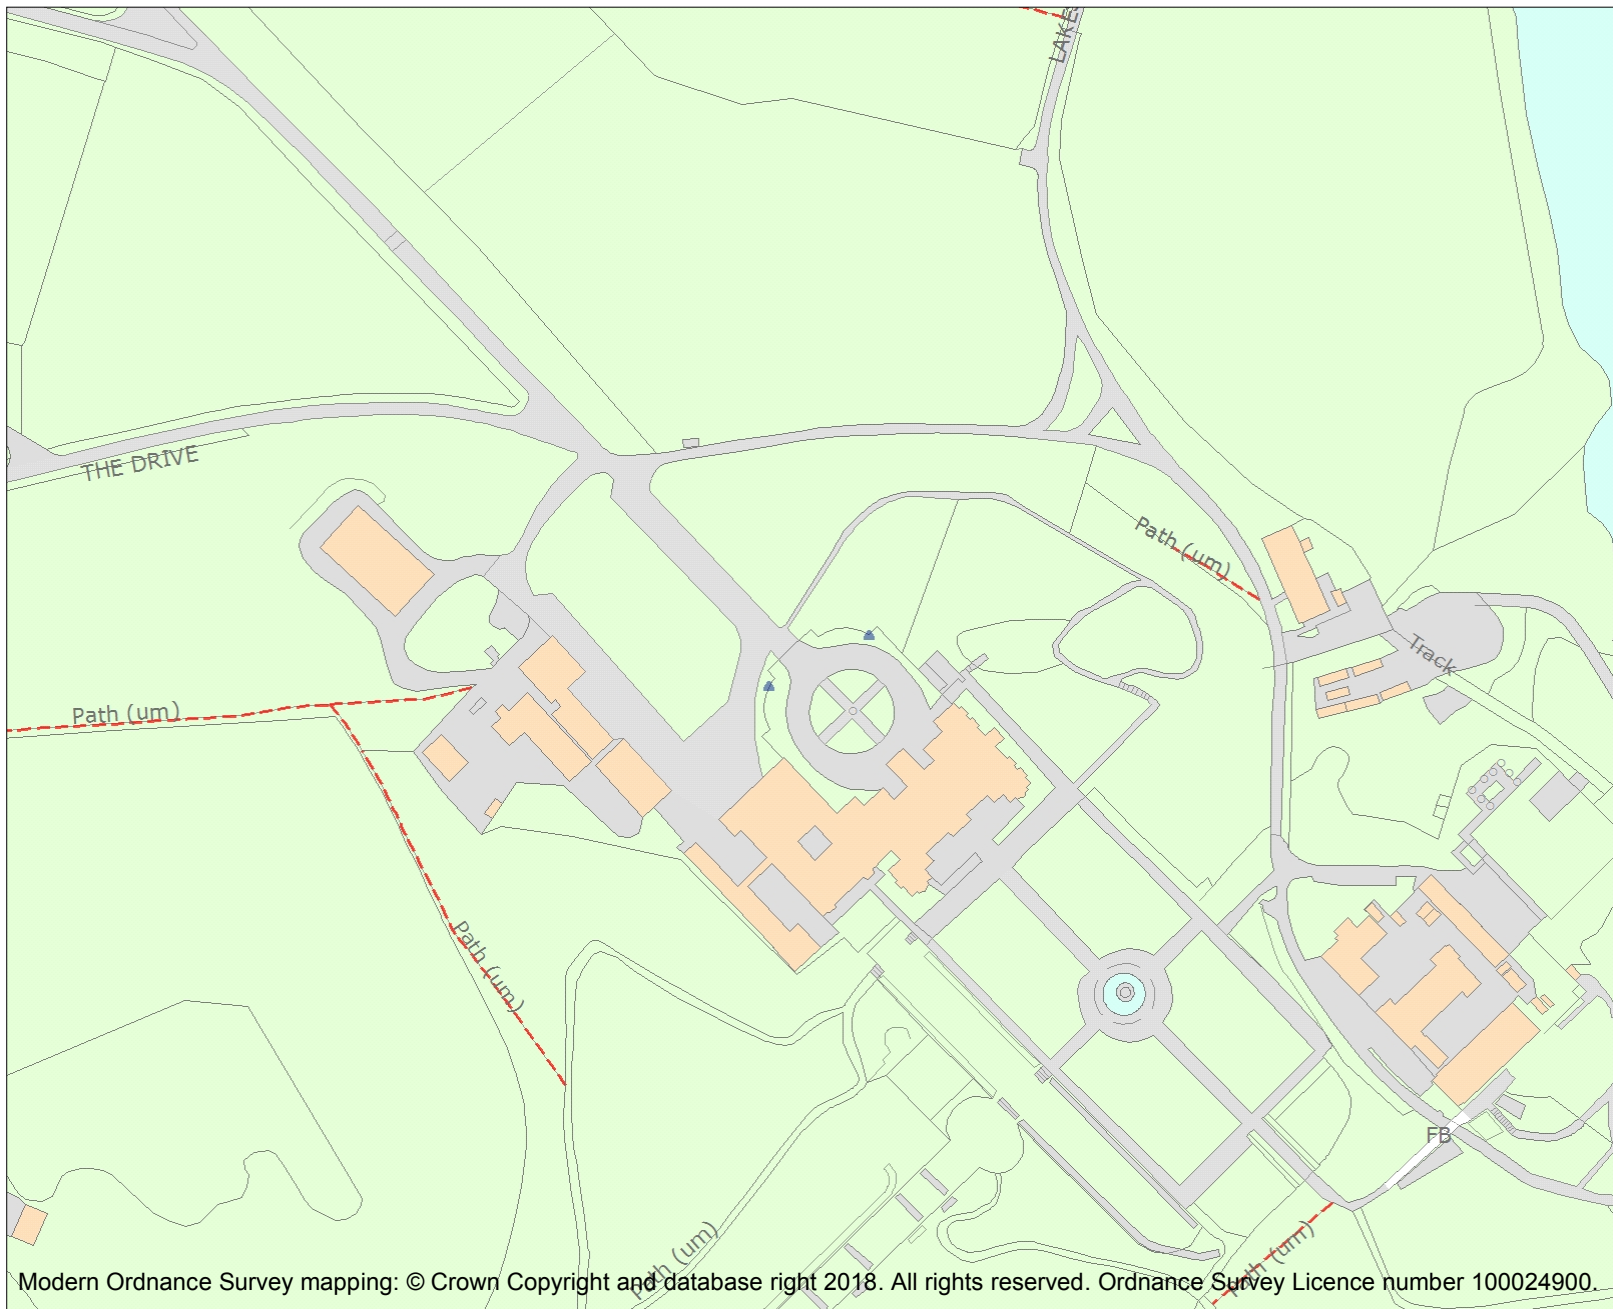 LAKES
THE DRIVE
Path (um)
Track
Path (um)
Path (um)
FB
Path (um)
Path (um)
Modern Ordnance Survey mapping: © Crown Copyright and database right 2018. All rights reserved. Ordnance Survey Licence number 100024900.